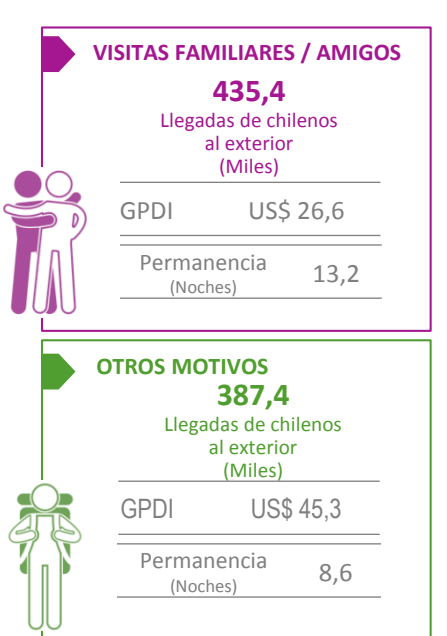 VISITAS FAMILIARES / AMIGOS
435,4
Llegadas de chilenos
al exterior
(Miles)
GPDI US$ 26,6
Permanencia
(Noches) 13,2
OTROS MOTIVOS
387,4
Llegadas de chilenos
al exterior
(Miles)
GPDI US$ 45,3
Permanencia
(Noches) 8,6